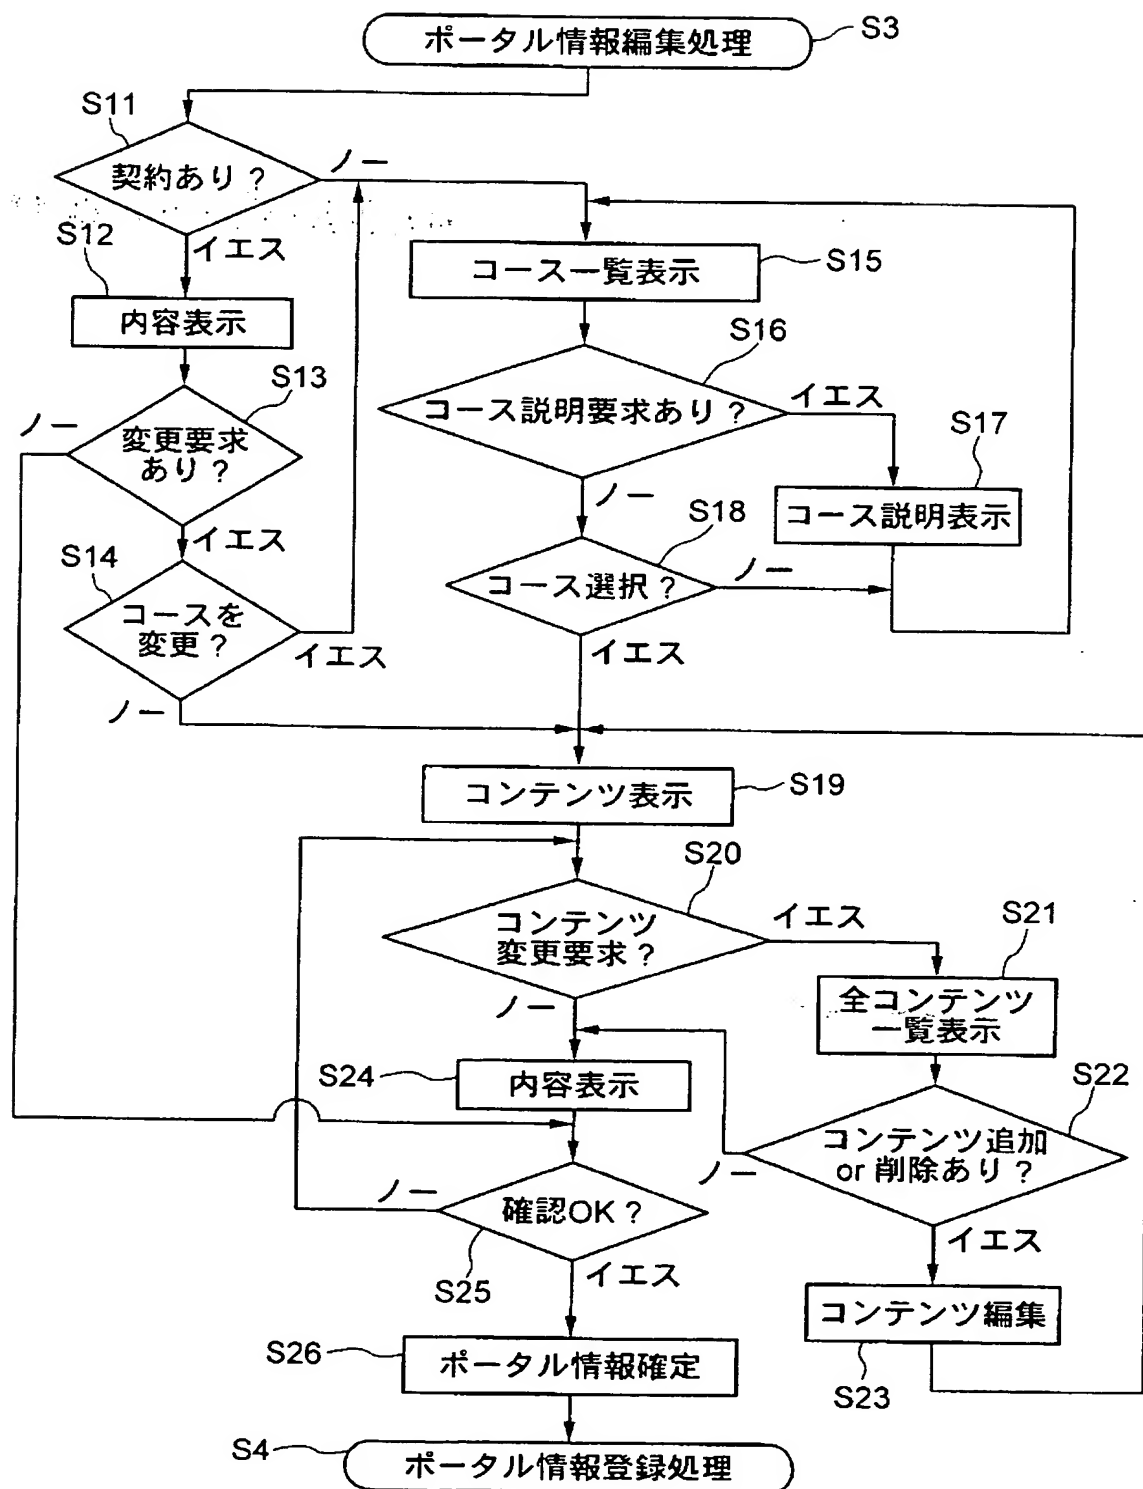 ポータル情報編集処理
S3
S11
契約あり？
ノー
S12
イエス
内容表示
コース一覧表示
S15
S13
S16
ノー
変更要求
あり？
コース説明要求あり？
イエス
S17
イエス
ノー
コース説明表示
S14
S18
コースを
変更？
コース選択？
ノー
イエス
イエス
ノー
コンテンツ表示
S19
S20
コンテンツ
変更要求？
イエス
S21
ノー
全コンテンツ
一覧表示
S24
内容表示
S22
コンテンツ追加
or 削除あり？
ノー
ノー
確認OK？
イエス
S25
イエス
コンテンツ編集
S26
ポータル情報確定
S23
S4
ポータル情報登録処理